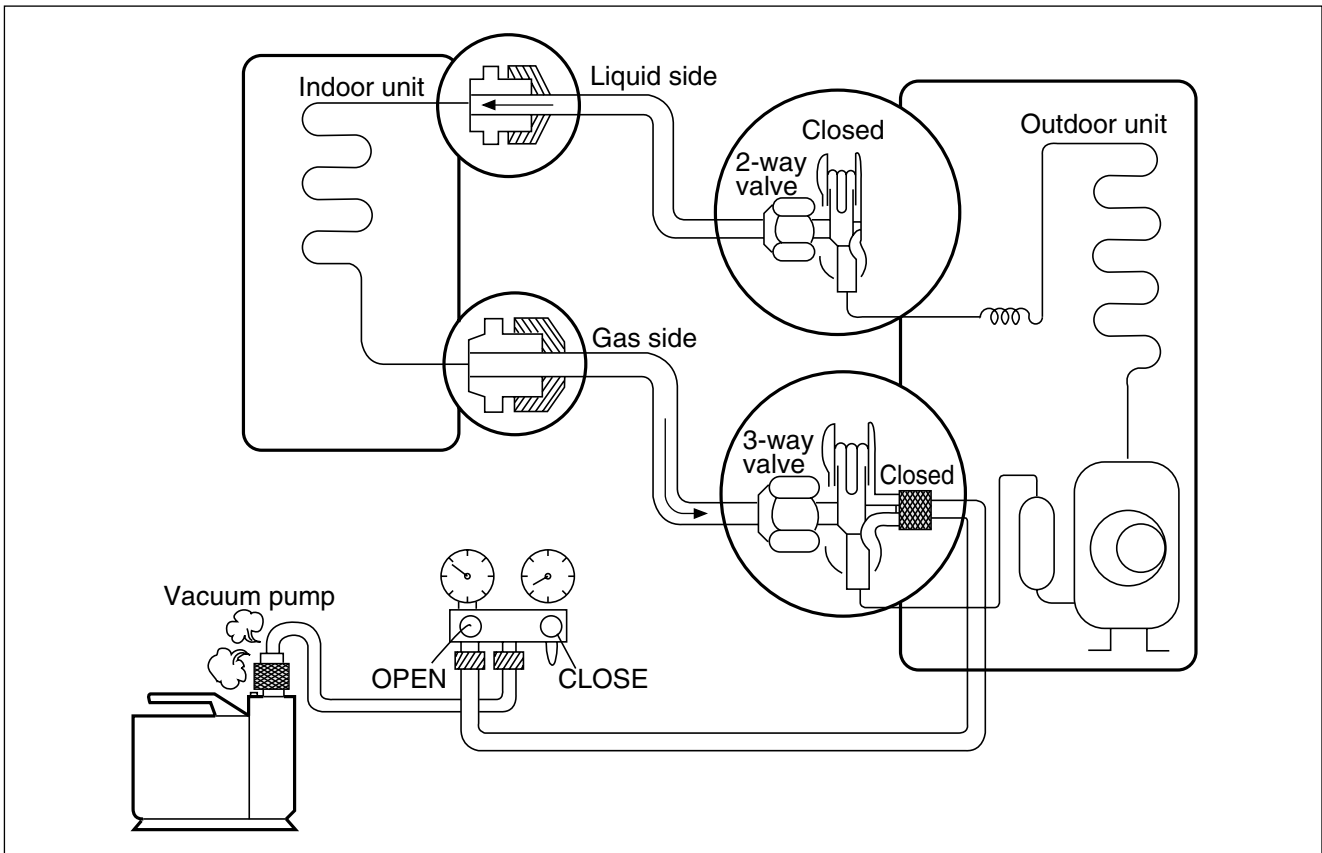 Indoor unit
Liquid side
Closed
2-way
valve
Outdoor unit
Gas side
3-way
valve
Closed
Vacuum pump
OPEN
CLOSE